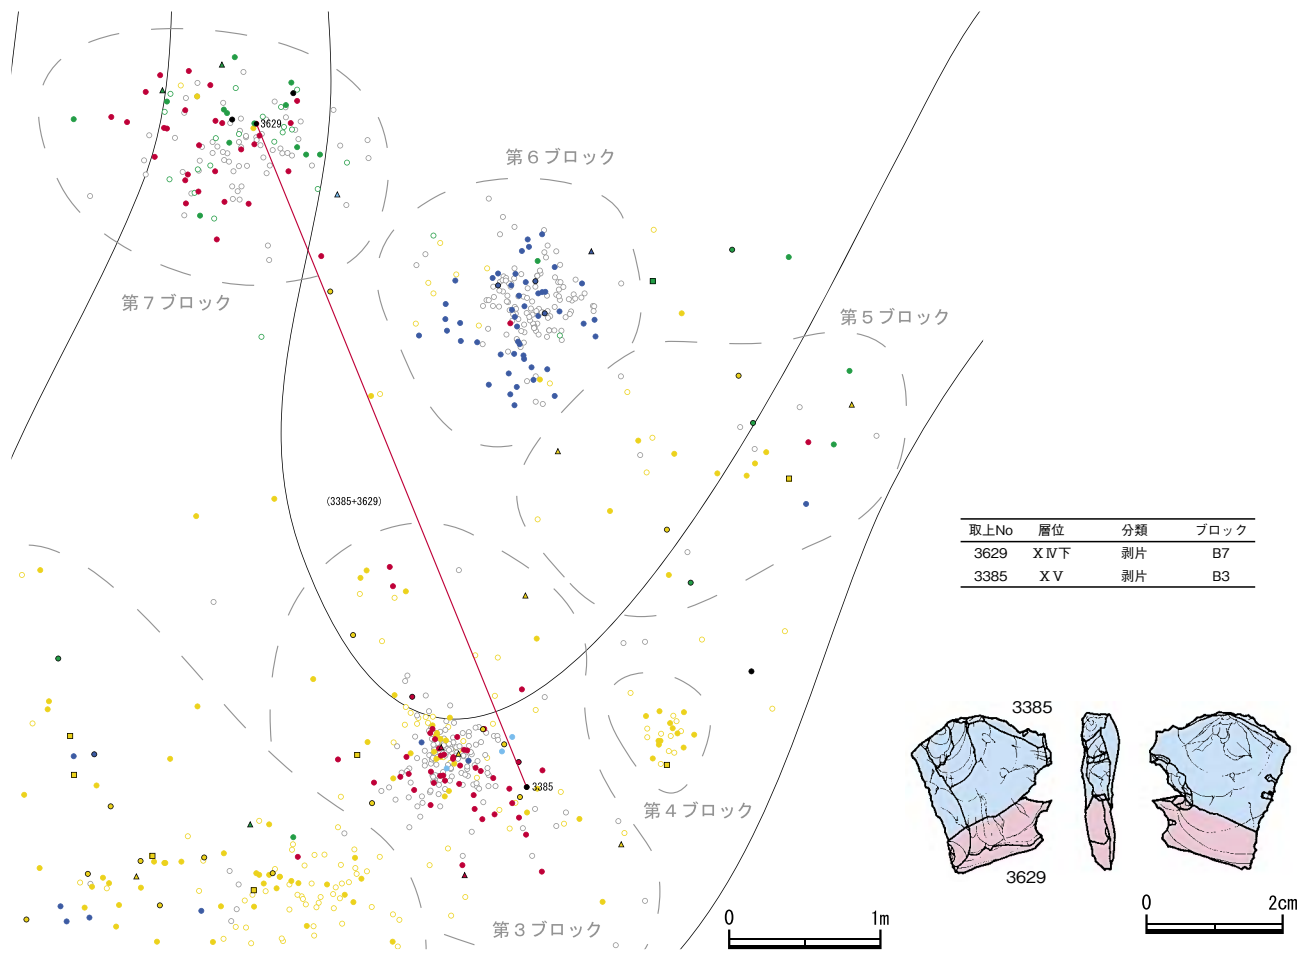 3629
第6ブロック
第7ブロック
第5ブロック
(3385+3629)
取上No 層位 分類 ブロック
3629 ⅩⅣ下 剥片 B7
3385 ⅩⅤ 剥片 B3
3385
3385
第4ブロック
3629
第3ブロック
0 1m
0 2cm